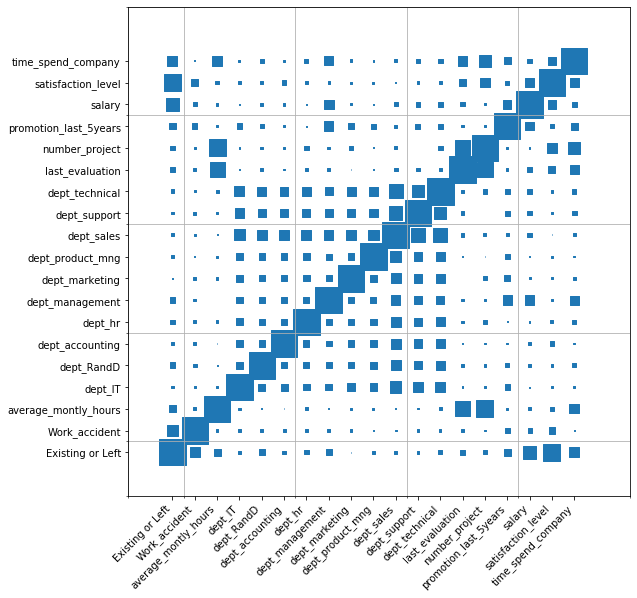 time_spend_company
satisfaction_level
salary
promotion_last_5years
number_project
last_evaluation
dept_technical
dept_support
dept_sales
dept_product_mng
dept_marketing
dept_management
dept_hr
dept_accounting
dept_RandD
dept_IT
average_montly_hours
Work_accident
Existing or Left
Existing or Left
Work_accident
average_montly_hours
dept_IT
dept_RandD
dept_accounting
dept_hr
dept_management
dept_marketing
dept_product_mng
dept_sales
dept_support
dept_technical
last_evaluation
number_project
promotion_last_5years
salary
satisfaction_level
time_spend_company